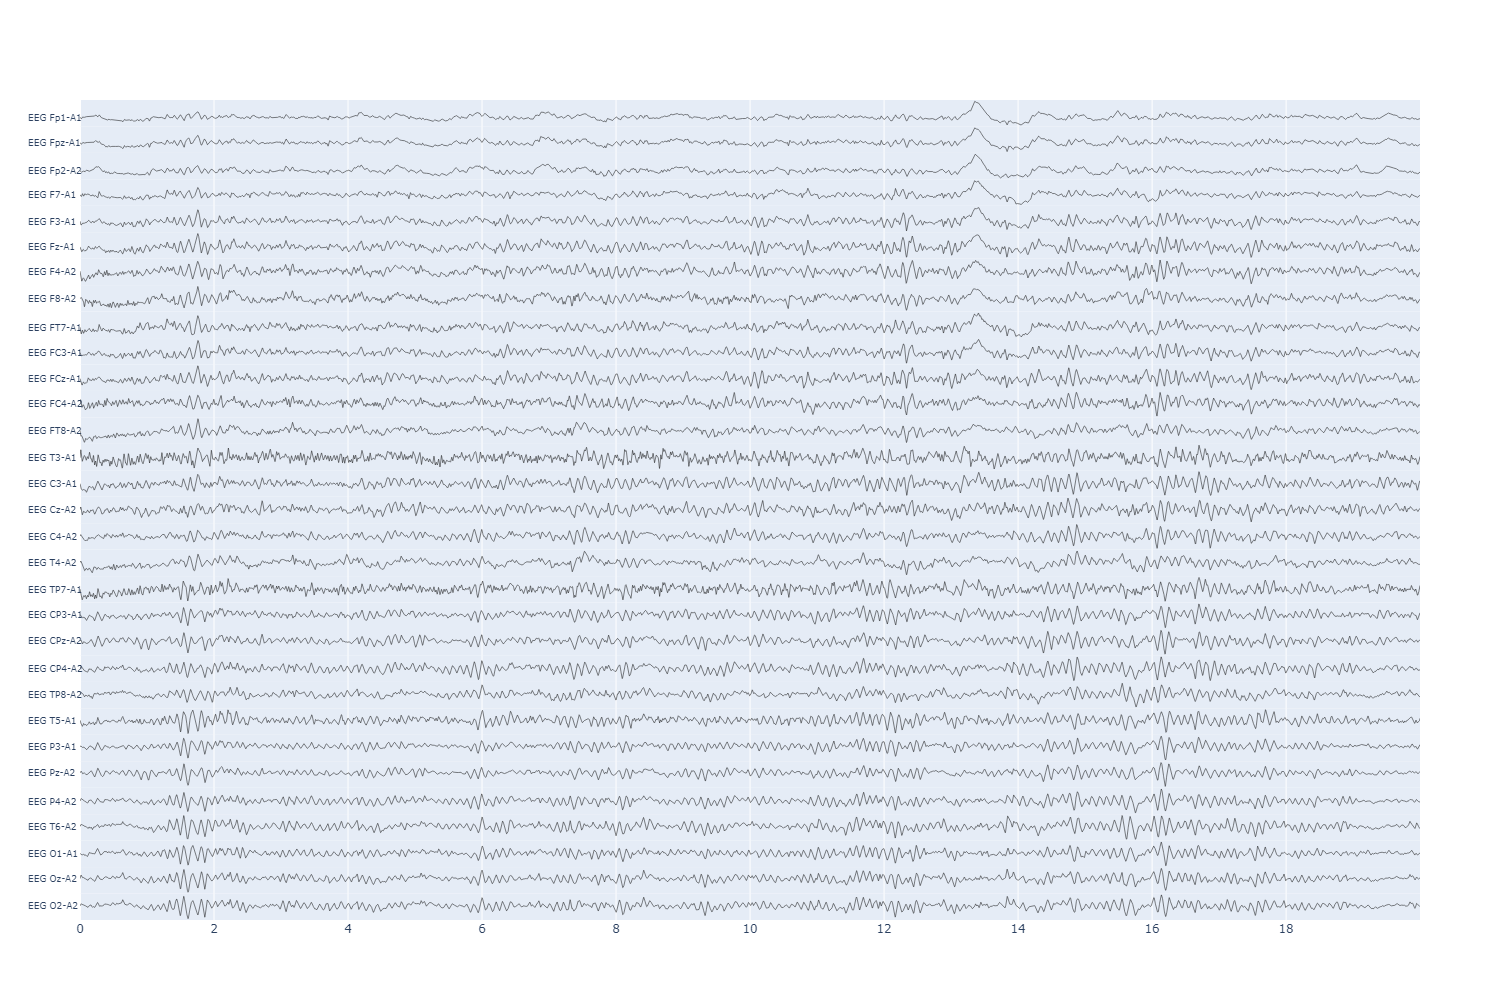 EEG Fp1-A1
EEG Fpz-A1
EEG Fp2-A2
EEG F7-A1
EEG F3-A1
EEG Fz-A1
EEG F4-A2
EEG F8-A2
EEG FT7-A1
EEG FC3-A1
EEG FCz-A1
EEG FC4-A2
EEG FT8-A2
EEG T3-A1
EEG C3-A1
EEG Cz-A2
EEG C4-A2
EEG T4-A2
EEG TP7-A1
EEG CP3-A1
EEG CPz-A2
EEG CP4-A2
EEG TP8-A2
EEG T5-A1
EEG P3-A1
EEG Pz-A2
EEG P4-A2
EEG T6-A2
EEG O1-A1
EEG Oz-A2
EEG O2-A2
0 2 4 6 8 10 12 14 16 18